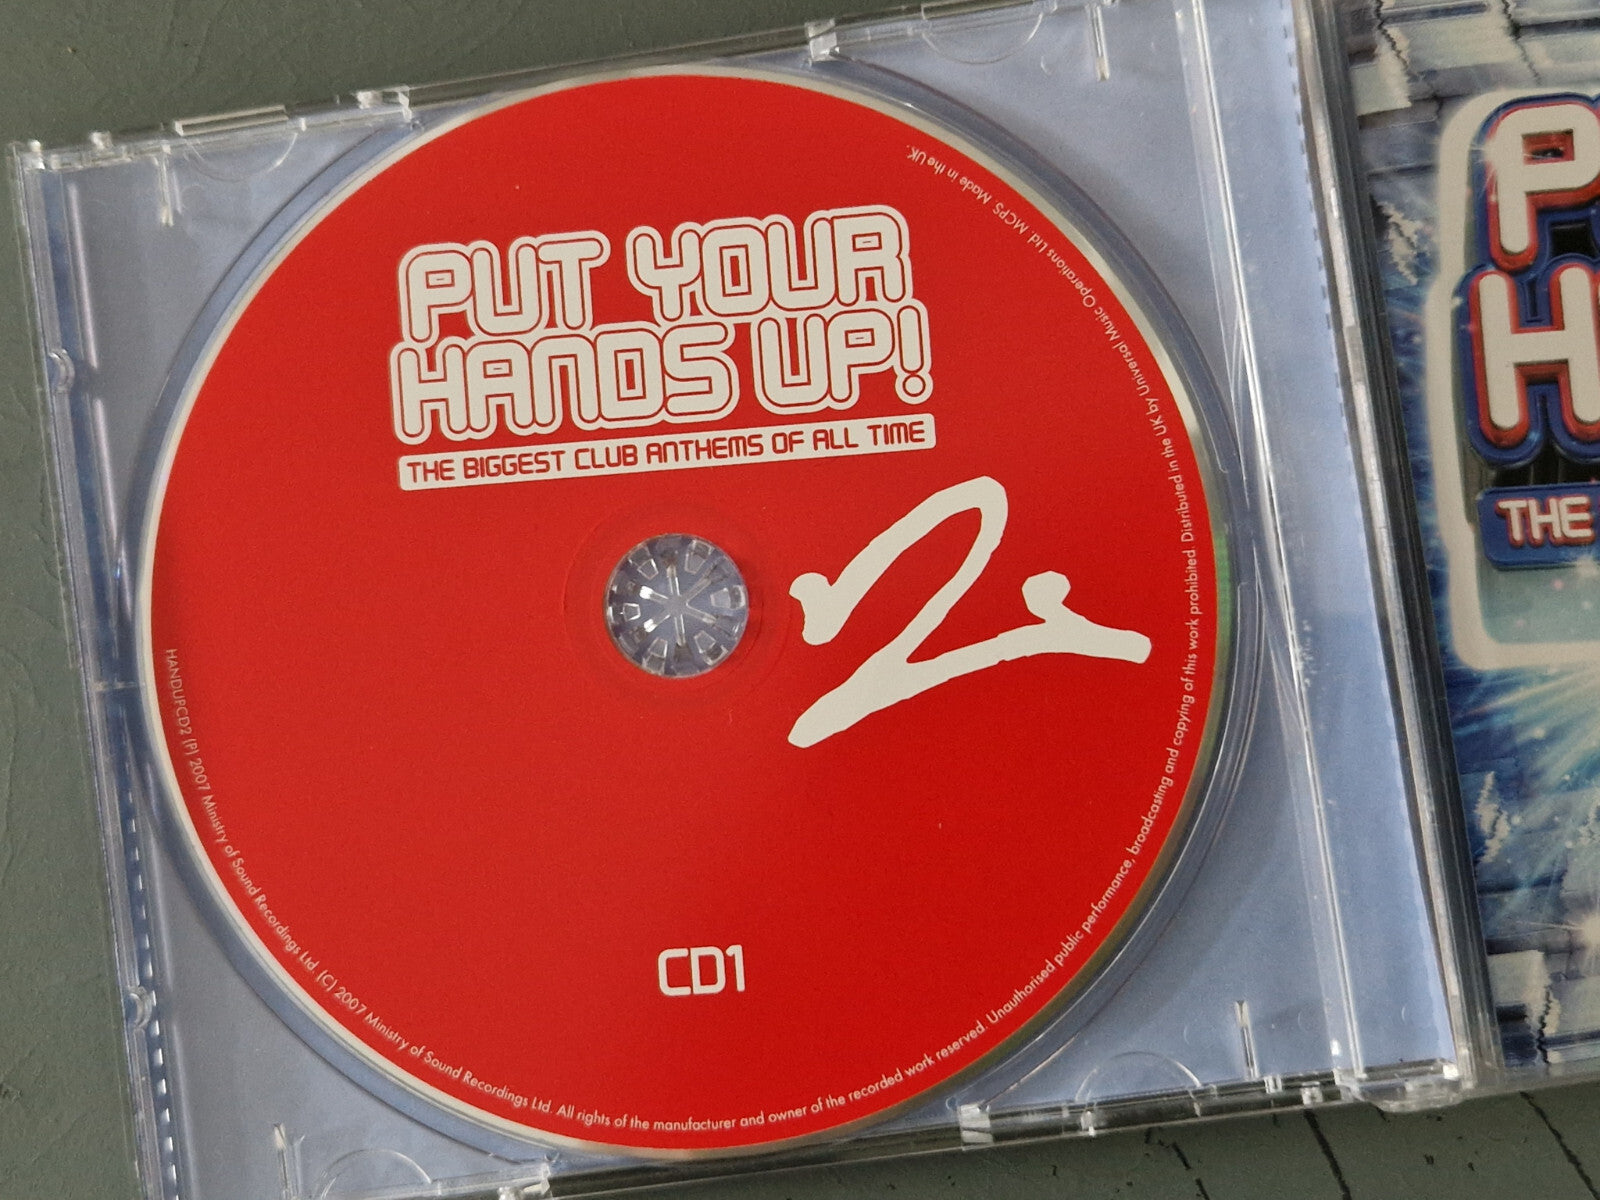 PUT YOUR
HANDS UP!
THE BIGGEST CLUB ANTHEMS OF ALL TIME
2
CD1
HANDUPCD2 (P) 2007 Ministry of Sound Recordings Ltd. (C) 2007 Ministry of Sound Recordings Ltd. All rights of the manufacturer and owner of the recorded work reserved. Unauthorised public performance, broadcasting and copying of this work prohibited. Distributed in the UK by Universal Music Operations Ltd. MCPS. Made in the UK.
THE